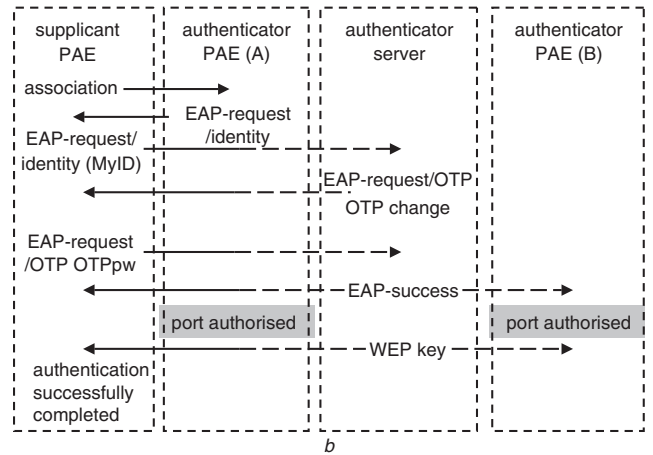 supplicant
PAE
authenticator
PAE (A)
authenticator
server
authenticator
PAE (B)
association
EAP-request
/identity
EAP-request/
identity (MyID)
EAP-request/OTP
OTP change
EAP-request
/OTP OTPpw
EAP-success
port authorised
port authorised
WEP key
authentication
successfully
completed
b